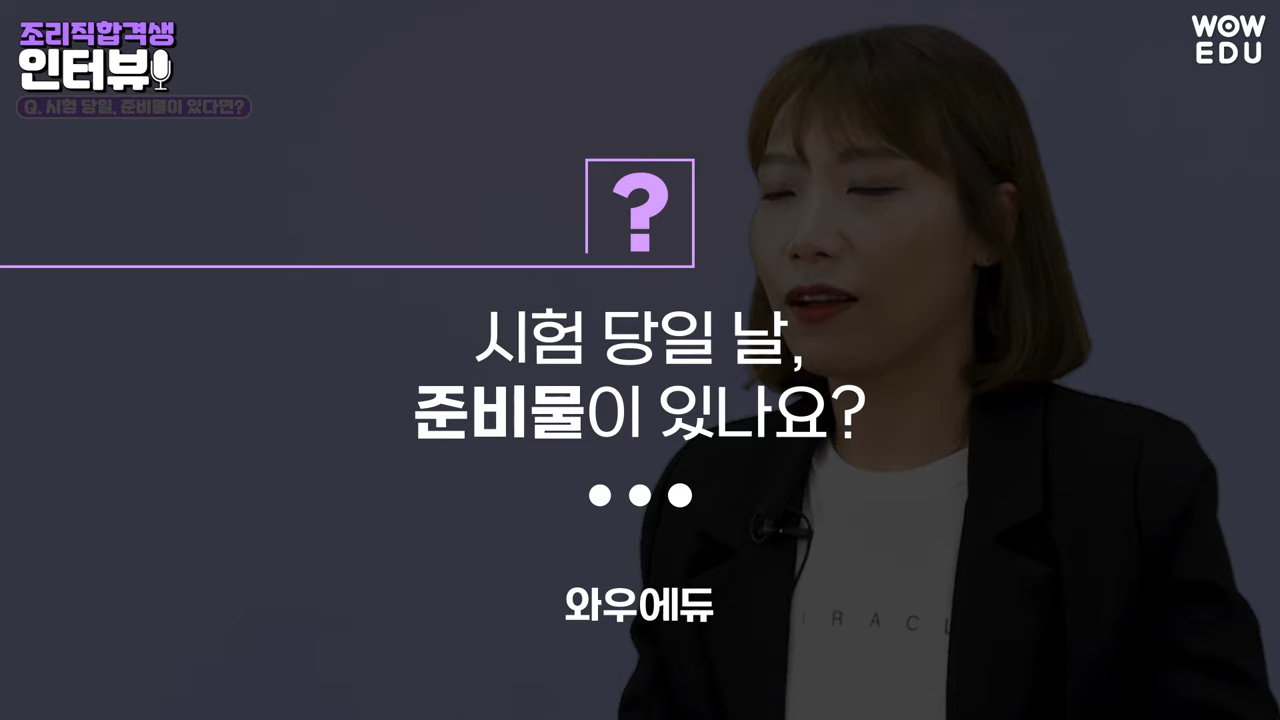 조리직합격생
인터뷰
Q. 시험 당일, 준비물이 있다면?
WOW
EDU
?
시험 당일 날,
준비물이 있나요?
와우에듀
IRACL